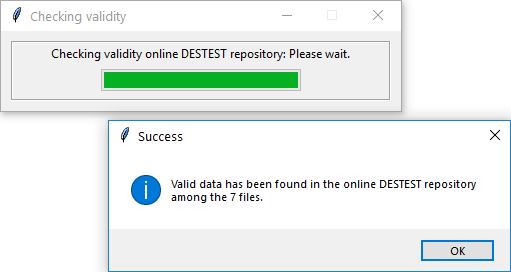 Checking validity
Checking validity online DESTEST repository: Please wait.
Success
Valid data has been found in the online DESTEST repository
among the 7 files.
OK